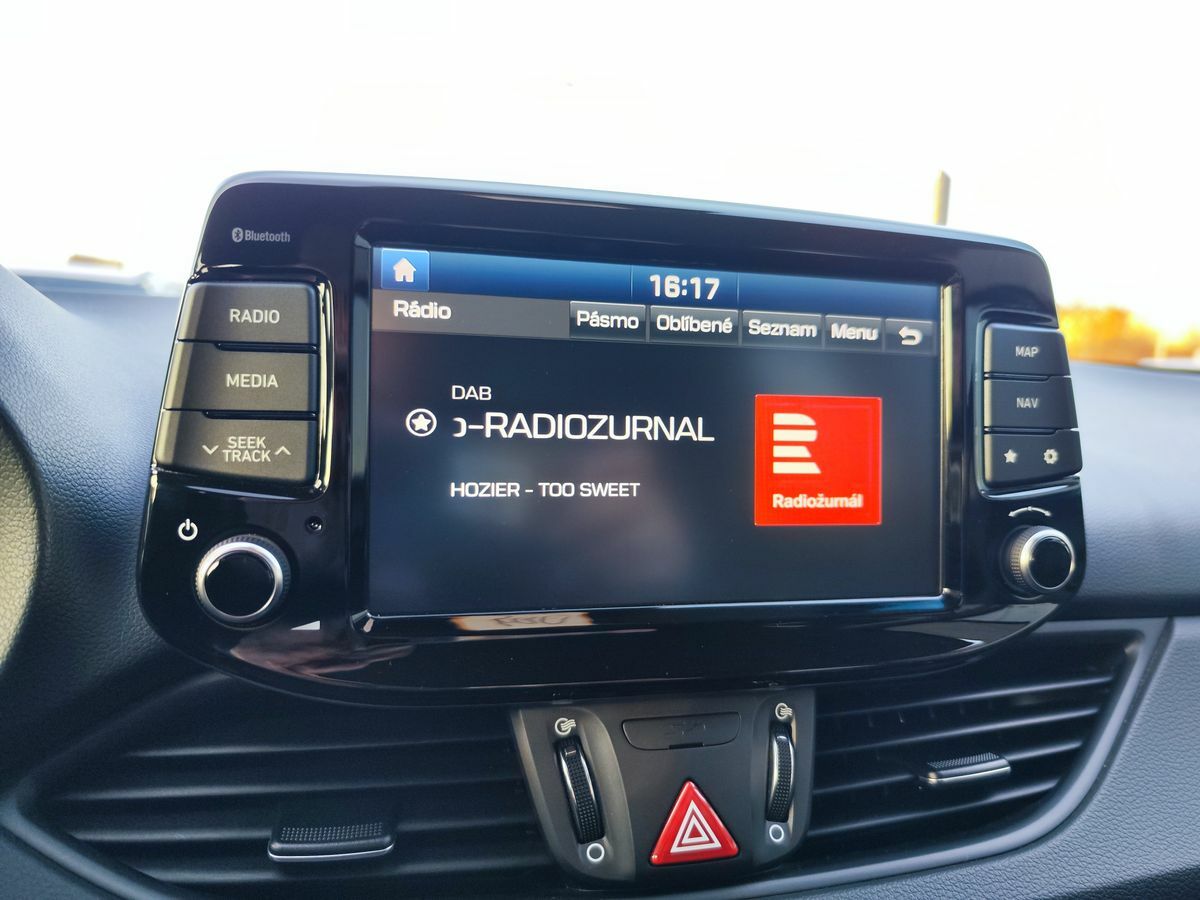 Bluetooth
16:17
Rádio Pásmo Oblíbené Seznam Menu
RADIO
MEDIA
SEEK
TRACK
DAB
-RADIOZURNAL
HOZIER - TOO SWEET
Radiožurnál
MAP
NAV